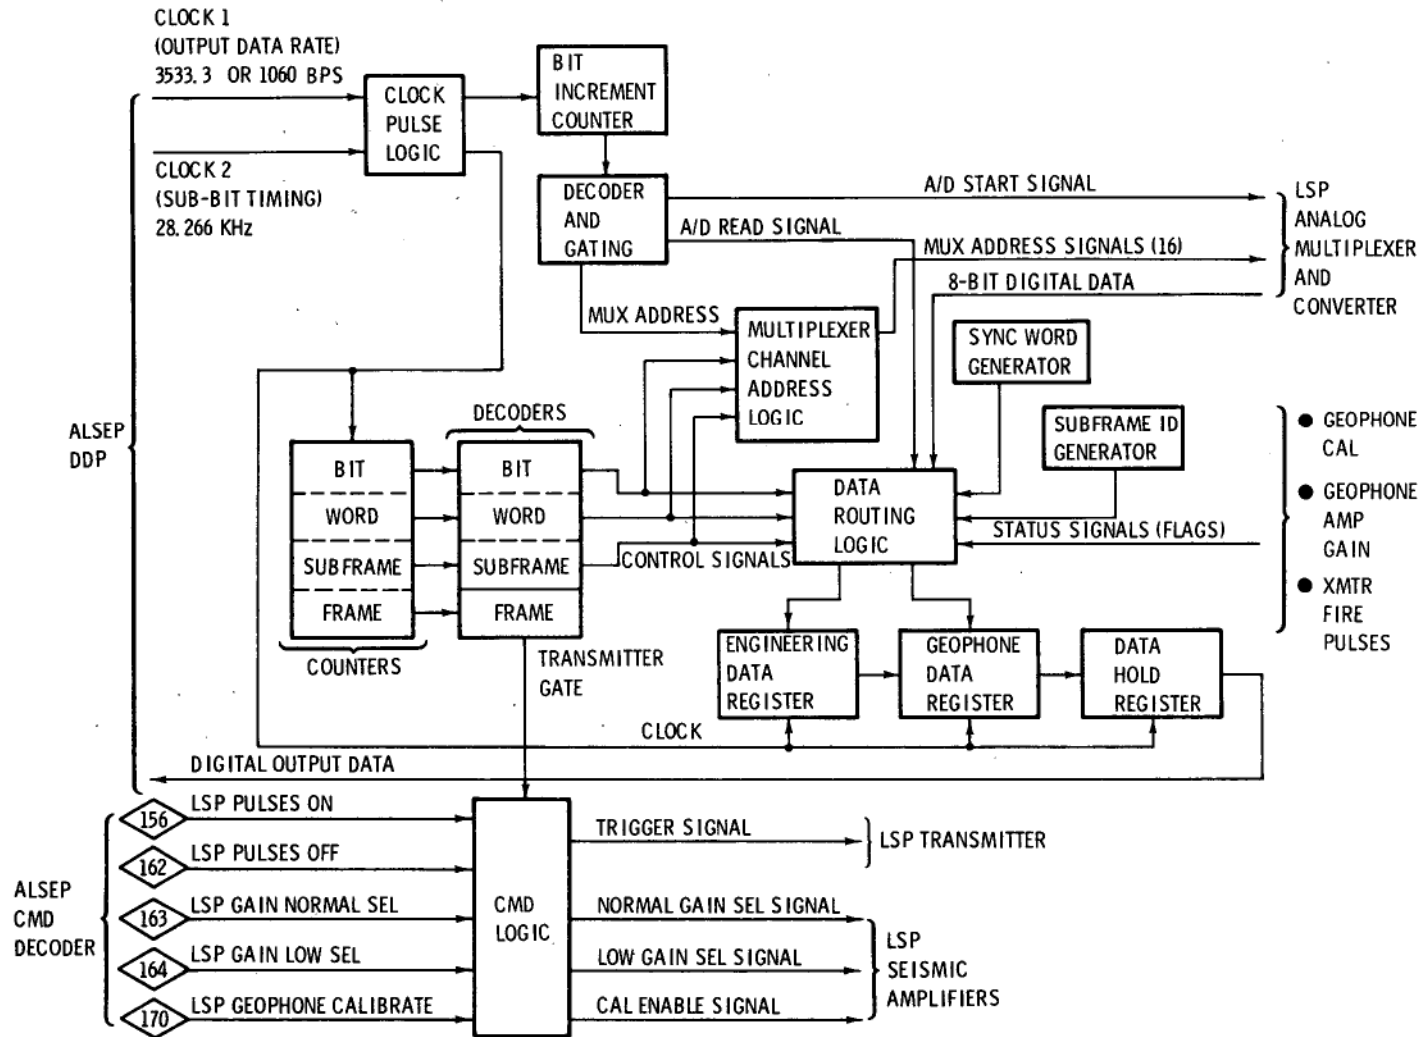 CLOCK 1
(OUTPUT DATA RATE)
3533.3 OR 1060 BPS
CLOCK 2
(SUB-BIT TIMING)
28.266 KHz
CLOCK
PULSE
LOGIC
BIT
INCREMENT
COUNTER
DECODER
AND
GATING
A/D START SIGNAL
A/D READ SIGNAL
MUX ADDRESS SIGNALS (16)
8-BIT DIGITAL DATA
LSP
ANALOG
MULTIPLEXER
AND
CONVERTER
MUX ADDRESS
MULTIPLEXER
CHANNEL
ADDRESS
LOGIC
SYNC WORD
GENERATOR
SUBFRAME ID
GENERATOR
ALSEP
DDP
DECODERS
BIT
WORD
SUBFRAME
FRAME
COUNTERS
BIT
WORD
SUBFRAME
FRAME
CONTROL SIGNALS
DATA
ROUTING
LOGIC
STATUS SIGNALS (FLAGS)
● GEOPHONE
CAL
● GEOPHONE
AMP
GAIN
● XMTR
FIRE
PULSES
TRANSMITTER
GATE
ENGINEERING
DATA
REGISTER
GEOPHONE
DATA
REGISTER
DATA
HOLD
REGISTER
CLOCK
DIGITAL OUTPUT DATA
ALSEP
CMD
DECODER
156 LSP PULSES ON
162 LSP PULSES OFF
163 LSP GAIN NORMAL SEL
164 LSP GAIN LOW SEL
170 LSP GEOPHONE CALIBRATE
CMD
LOGIC
TRIGGER SIGNAL
LSP TRANSMITTER
NORMAL GAIN SEL SIGNAL
LOW GAIN SEL SIGNAL
CAL ENABLE SIGNAL
LSP
SEISMIC
AMPLIFIERS